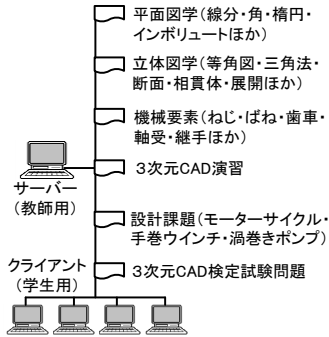 平面図学(線分・角・楕円・
インボリュートほか)
立体図学(等角図・三角法・
断面・相貫体・展開ほか)
機械要素(ねじ・ばね・歯車・
軸受・継手ほか)
サーバー
(教師用)
3次元CAD演習
設計課題(モーターサイクル・
手巻ウインチ・渦巻きポンプ)
クライアント
(学生用)
3次元CAD検定試験問題